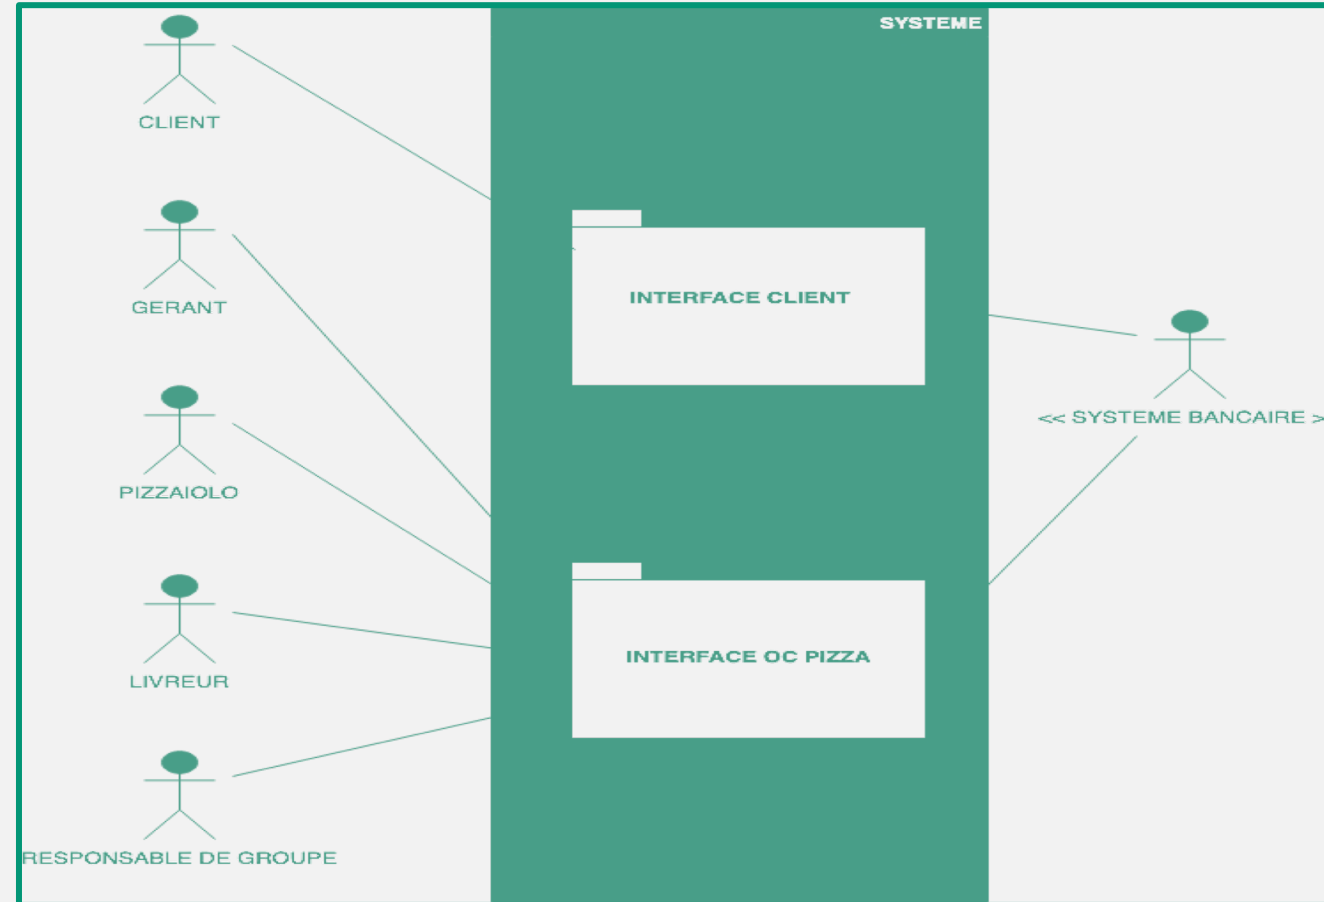 SYSTEME
CLIENT
GERANT
INTERFACE CLIENT
<< SYSTEME BANCAIRE >
PIZZAIOLO
INTERFACE OC PIZZA
LIVREUR
RESPONSABLE DE GROUPE